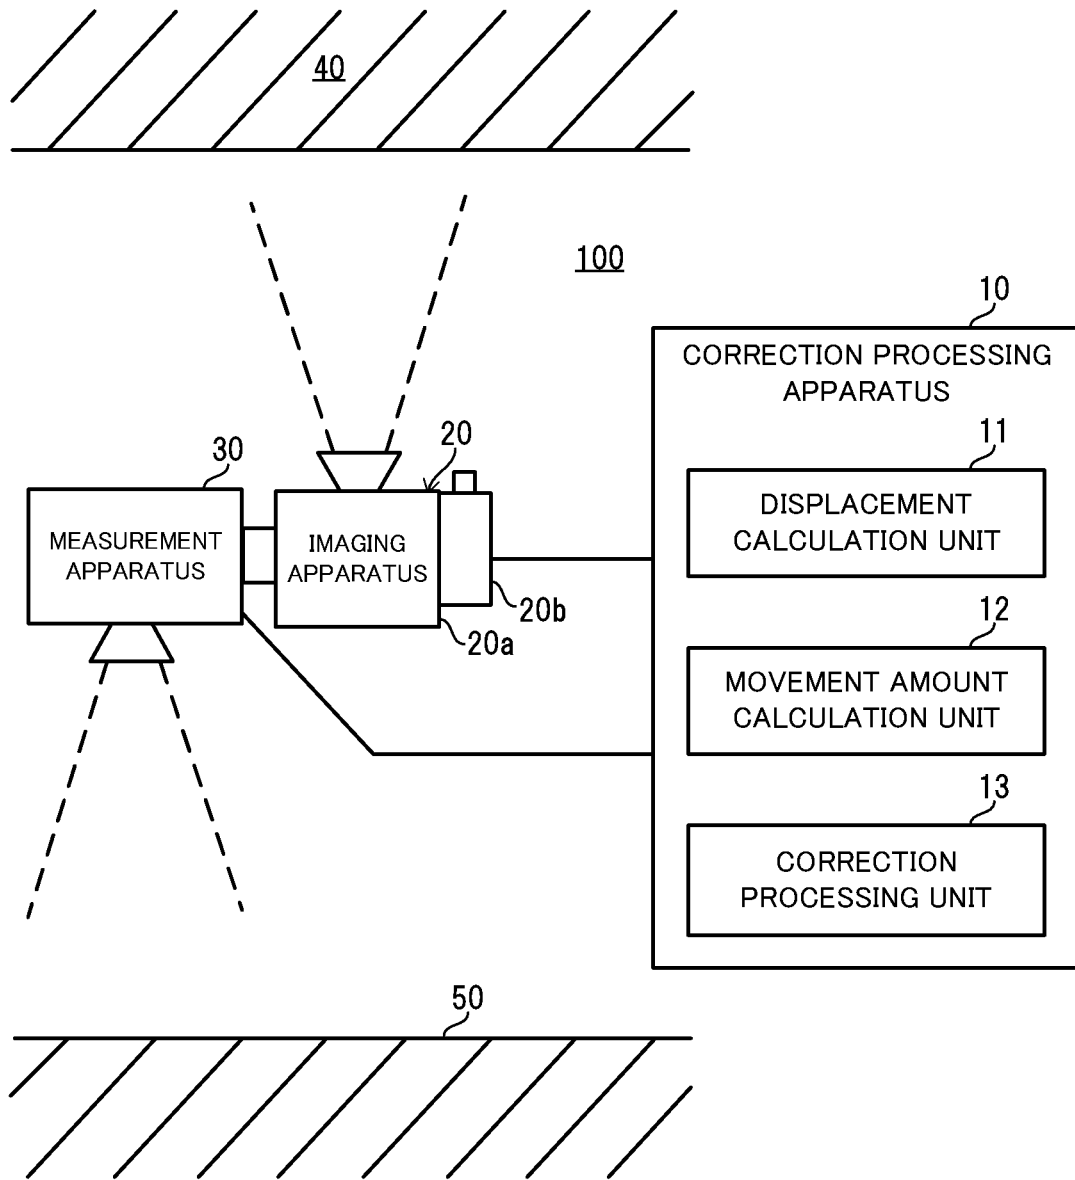 40
100
10
CORRECTION PROCESSING
APPARATUS
11
DISPLACEMENT
CALCULATION UNIT
12
MOVEMENT AMOUNT
CALCULATION UNIT
13
CORRECTION
PROCESSING UNIT
30
MEASUREMENT
APPARATUS
20
IMAGING
APPARATUS
20b
20a
50